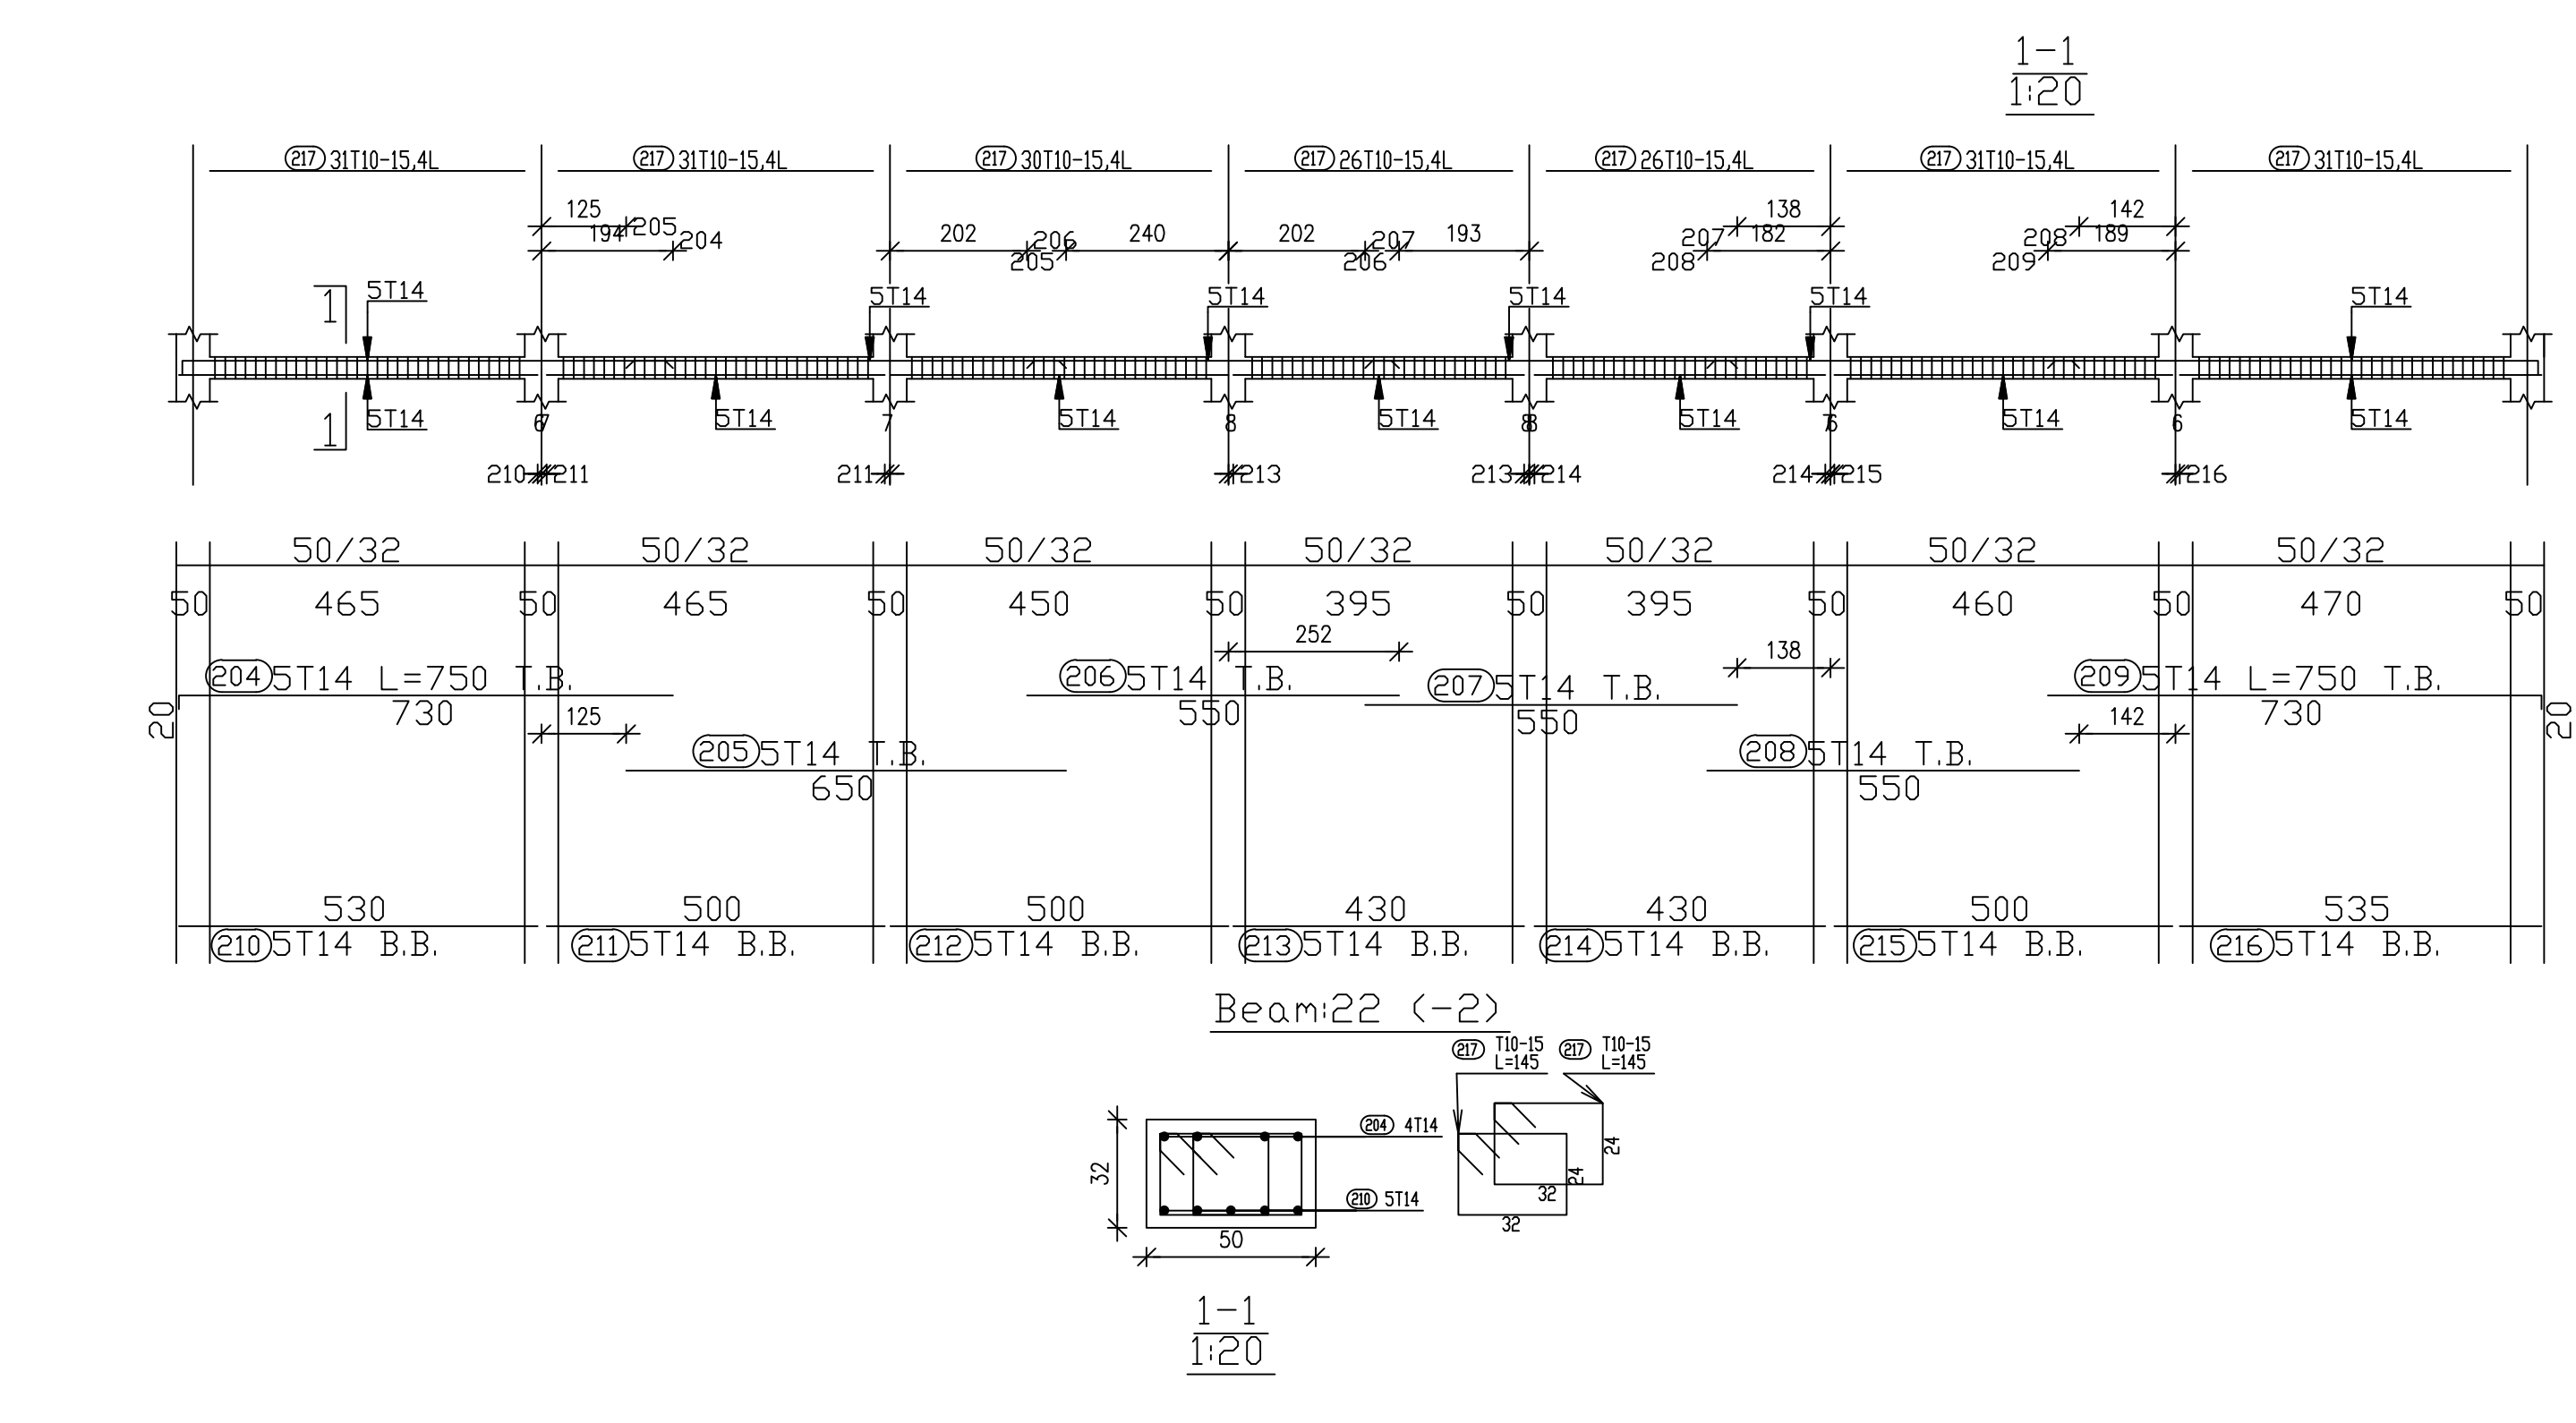 1-1
1:20
217 31T10-15,4L 217 31T10-15,4L 217 30T10-15,4L 217 26T10-15,4L 217 26T10-15,4L 217 31T10-15,4L 217 31T10-15,4L
125 138 142
205 194 204 202 206 240 202 207 193 207 182 208 189
205 206 208 209
1 5T14 5T14 5T14 5T14 5T14 5T14
1 5T14 67 5T14 7 5T14 8 5T14 88 5T14 76 5T14 6 5T14
210 211 211 213 213 214 214 215 216
50/32 50/32 50/32 50/32 50/32 50/32 50/32
50 465 50 465 50 450 50 395 50 395 50 460 50 470 50
252 138
204 5T14 L=750 T.B. 206 5T14 T.B. 207 5T14 T.B. 209 5T14 L=750 T.B.
20 730 125 550 550 142 730 20
205 5T14 T.B. 208 5T14 T.B.
650 550
530 500 500 430 430 500 535
210 5T14 B.B. 211 5T14 B.B. 212 5T14 B.B. 213 5T14 B.B. 214 5T14 B.B. 215 5T14 B.B. 216 5T14 B.B.
Beam:22 (-2)
217 T10-15 217 T10-15
L=145 L=145
204 4T14
24
32 24
210 5T14 32
32
50
1-1
1:20